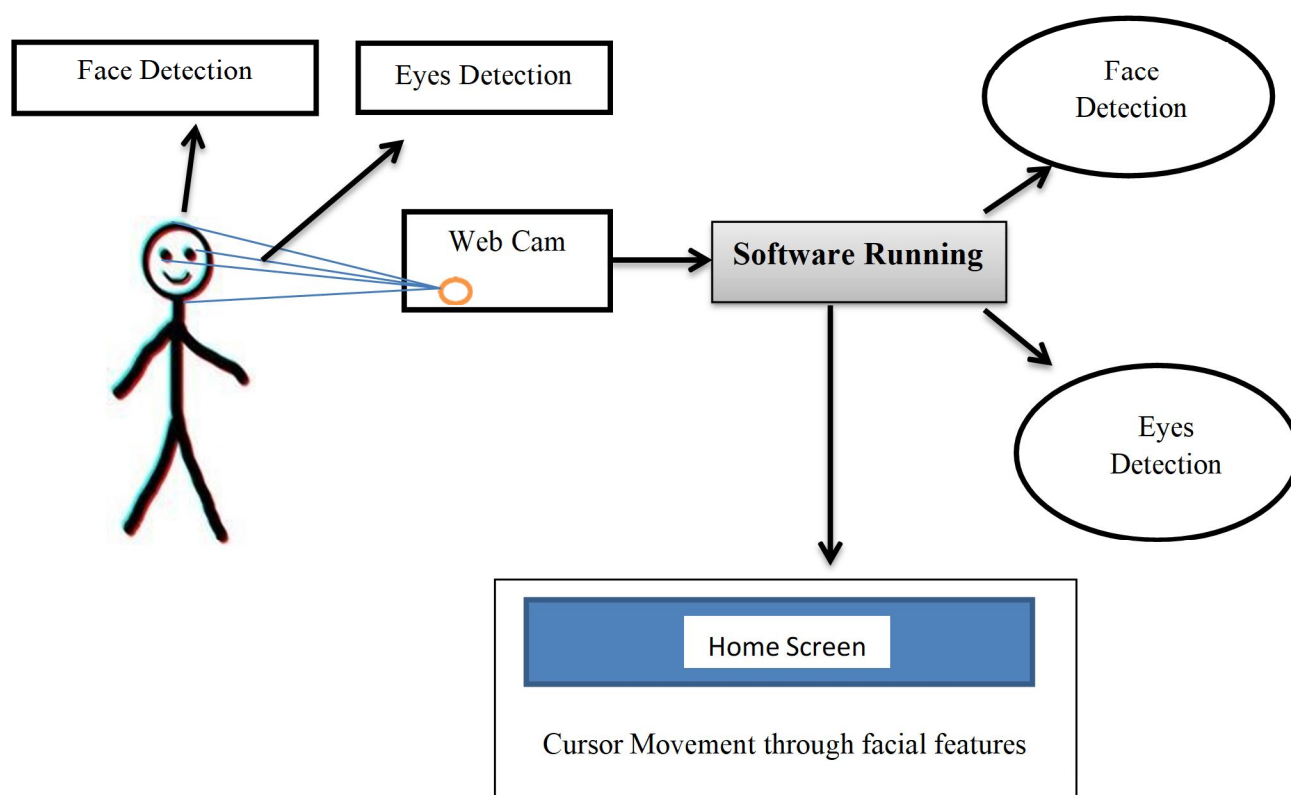 Face Detection
Eyes Detection
Face
Detection
Web Cam
Software Running
Eyes
Detection
Home Screen
Cursor Movement through facial features